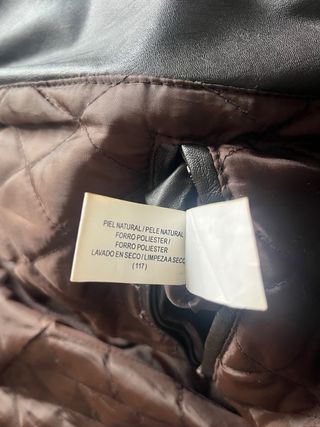 PIEL NATURAL / PELE NATURAL
FORRO POLIESTER /
FORRO POLIESTER
LAVADO EN SECO / LIMPEZA A SECO
(117)